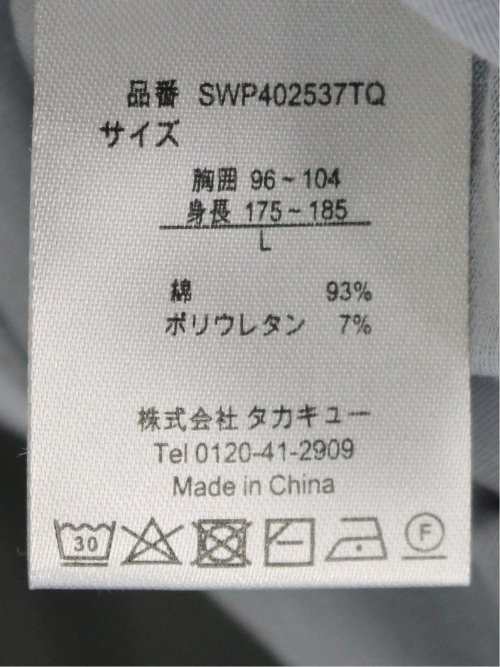 品番 SWP402537TQ
サイズ
胸囲 96~104
身長 175~185
L
綿 93%
ポリウレタン 7%
株式会社 タカキュー
Tel 0120-41-2909
Made in China
30 F